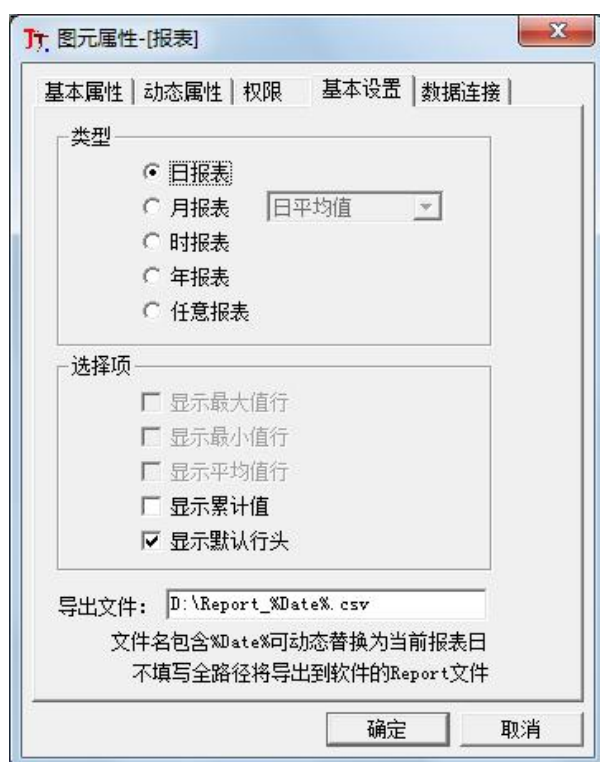 图元属性-[报表]
基本属性 动态属性 权限 基本设置 数据连接
类型
日报表
月报表 日平均值
时报表
年报表
任意报表
选择项
显示最大值行
显示最小值行
显示平均值行
显示累计值
显示默认行头
导出文件: D:\Report_%Date%.csv
文件名包含%Date%可动态替换为当前报表日
不填写全路径将导出到软件的Report文件
确定 取消